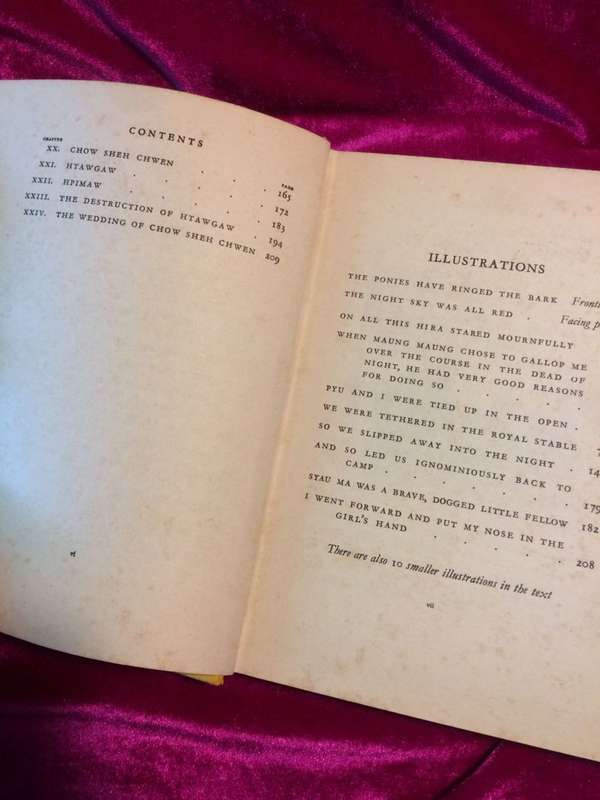 CONTENTS
CHAPTER
PAGE
XX. CHOW SHEH CHWEN . . . 165
XXI. HTAWGAW . . . . . 172
XXII. HPIMAW . . . . . 183
XXIII. THE DESTRUCTION OF HTAWGAW . 194
XXIV. THE WEDDING OF CHOW SHEH CHWEN 209
vi
ILLUSTRATIONS
THE PONIES HAVE RINGED THE BARK
THE NIGHT SKY WAS ALL RED . Facing
ON ALL THIS HIRA STARED MOURNFULLY
WHEN MAUNG MAUNG CHOSE TO GALLOP ME
OVER THE COURSE IN THE DEAD OF
NIGHT, HE HAD VERY GOOD REASONS
FOR DOING SO . . . . .
PYU AND I WERE TIED UP IN THE OPEN .
WE WERE TETHERED IN THE ROYAL STABLE
SO WE SLIPPED AWAY INTO THE NIGHT .
AND SO LED US IGNOMINIOUSLY BACK TO
CAMP . . . . . . . 179
SYAU MA WAS A BRAVE, DOGGED LITTLE FELLOW 182
I WENT FORWARD AND PUT MY NOSE IN THE
GIRL'S HAND . . . . . 208
There are also 10 smaller illustrations in the text
vii